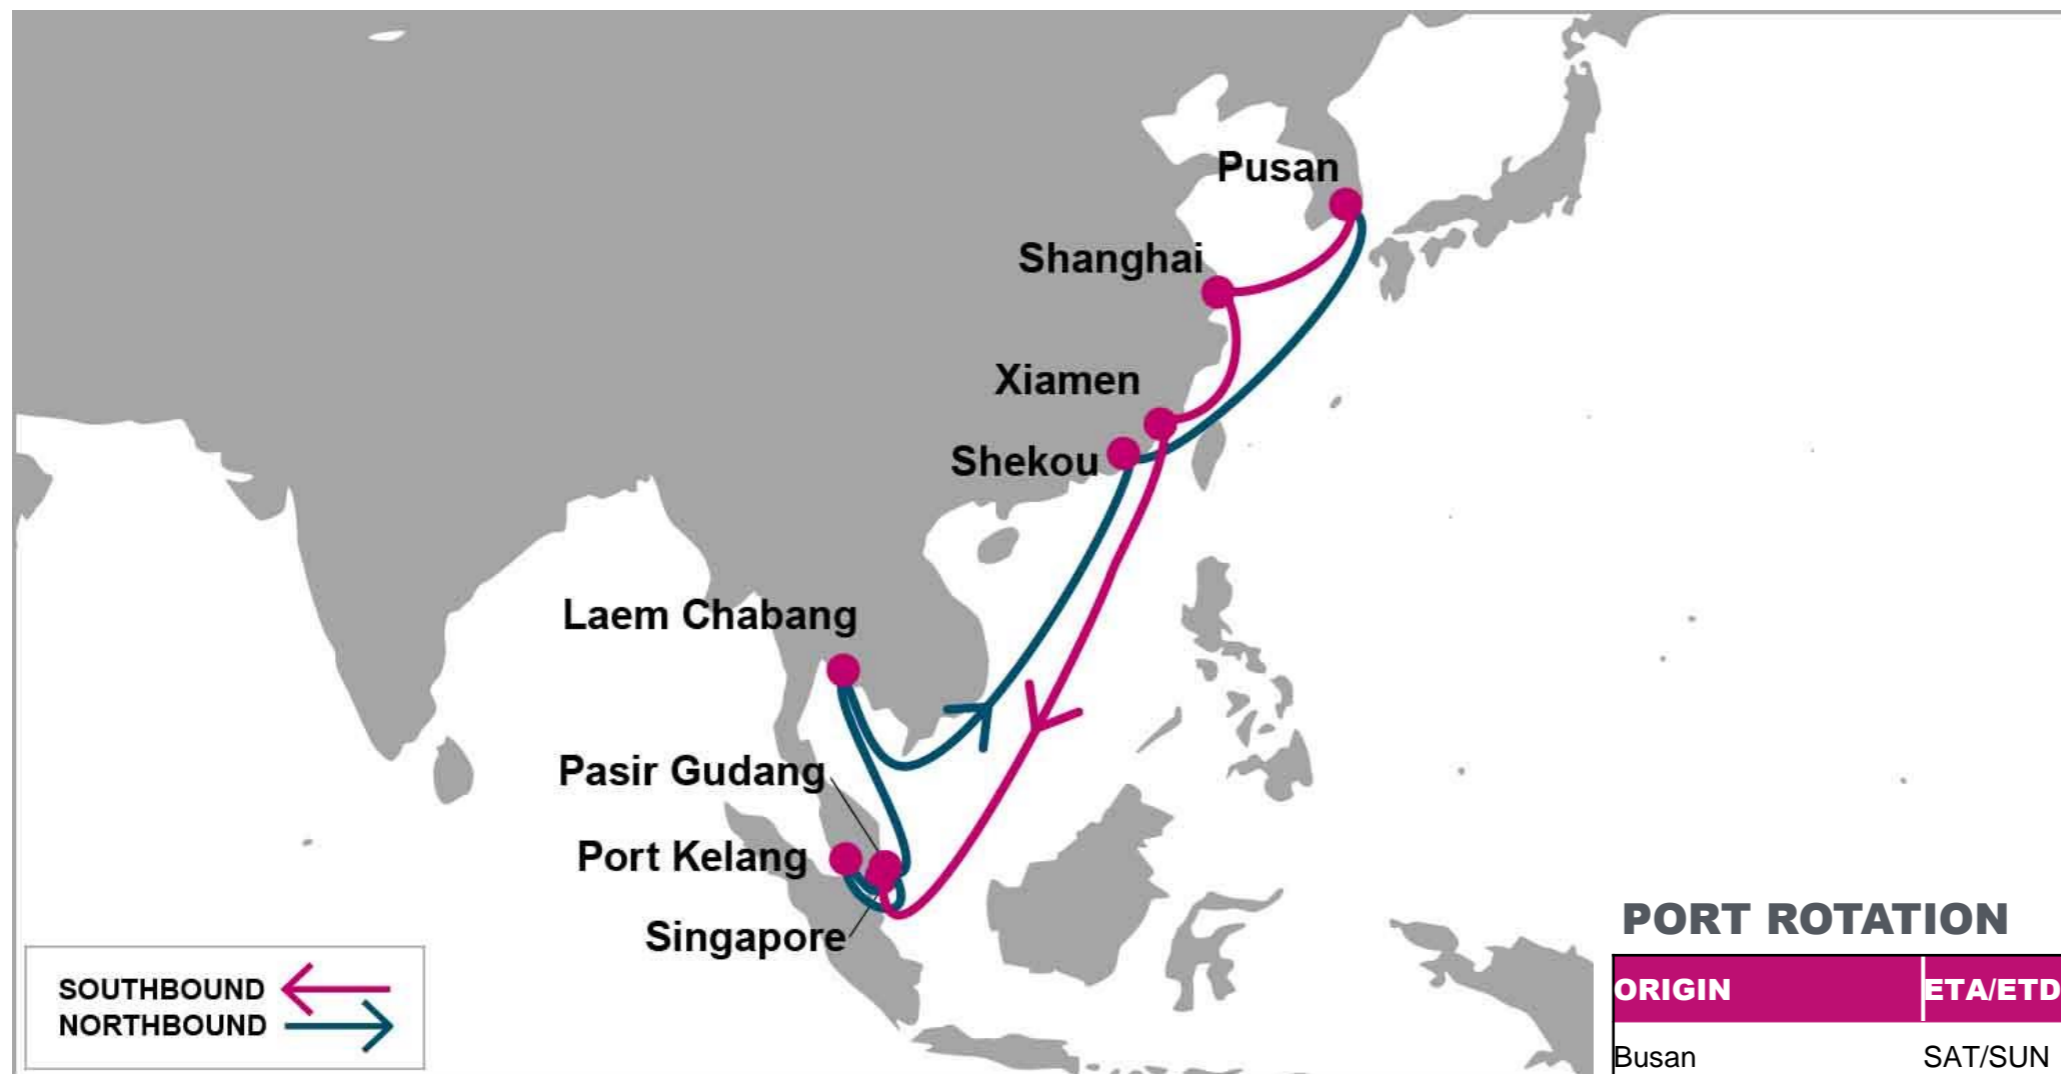 Pusan
Shanghai
Xiamen
Shekou
Laem Chabang
Pasir Gudang
Port Kelang
Singapore
SOUTHBOUND
NORTHBOUND
PORT ROTATION
ORIGIN ETA/ETD
Busan SAT/SUN